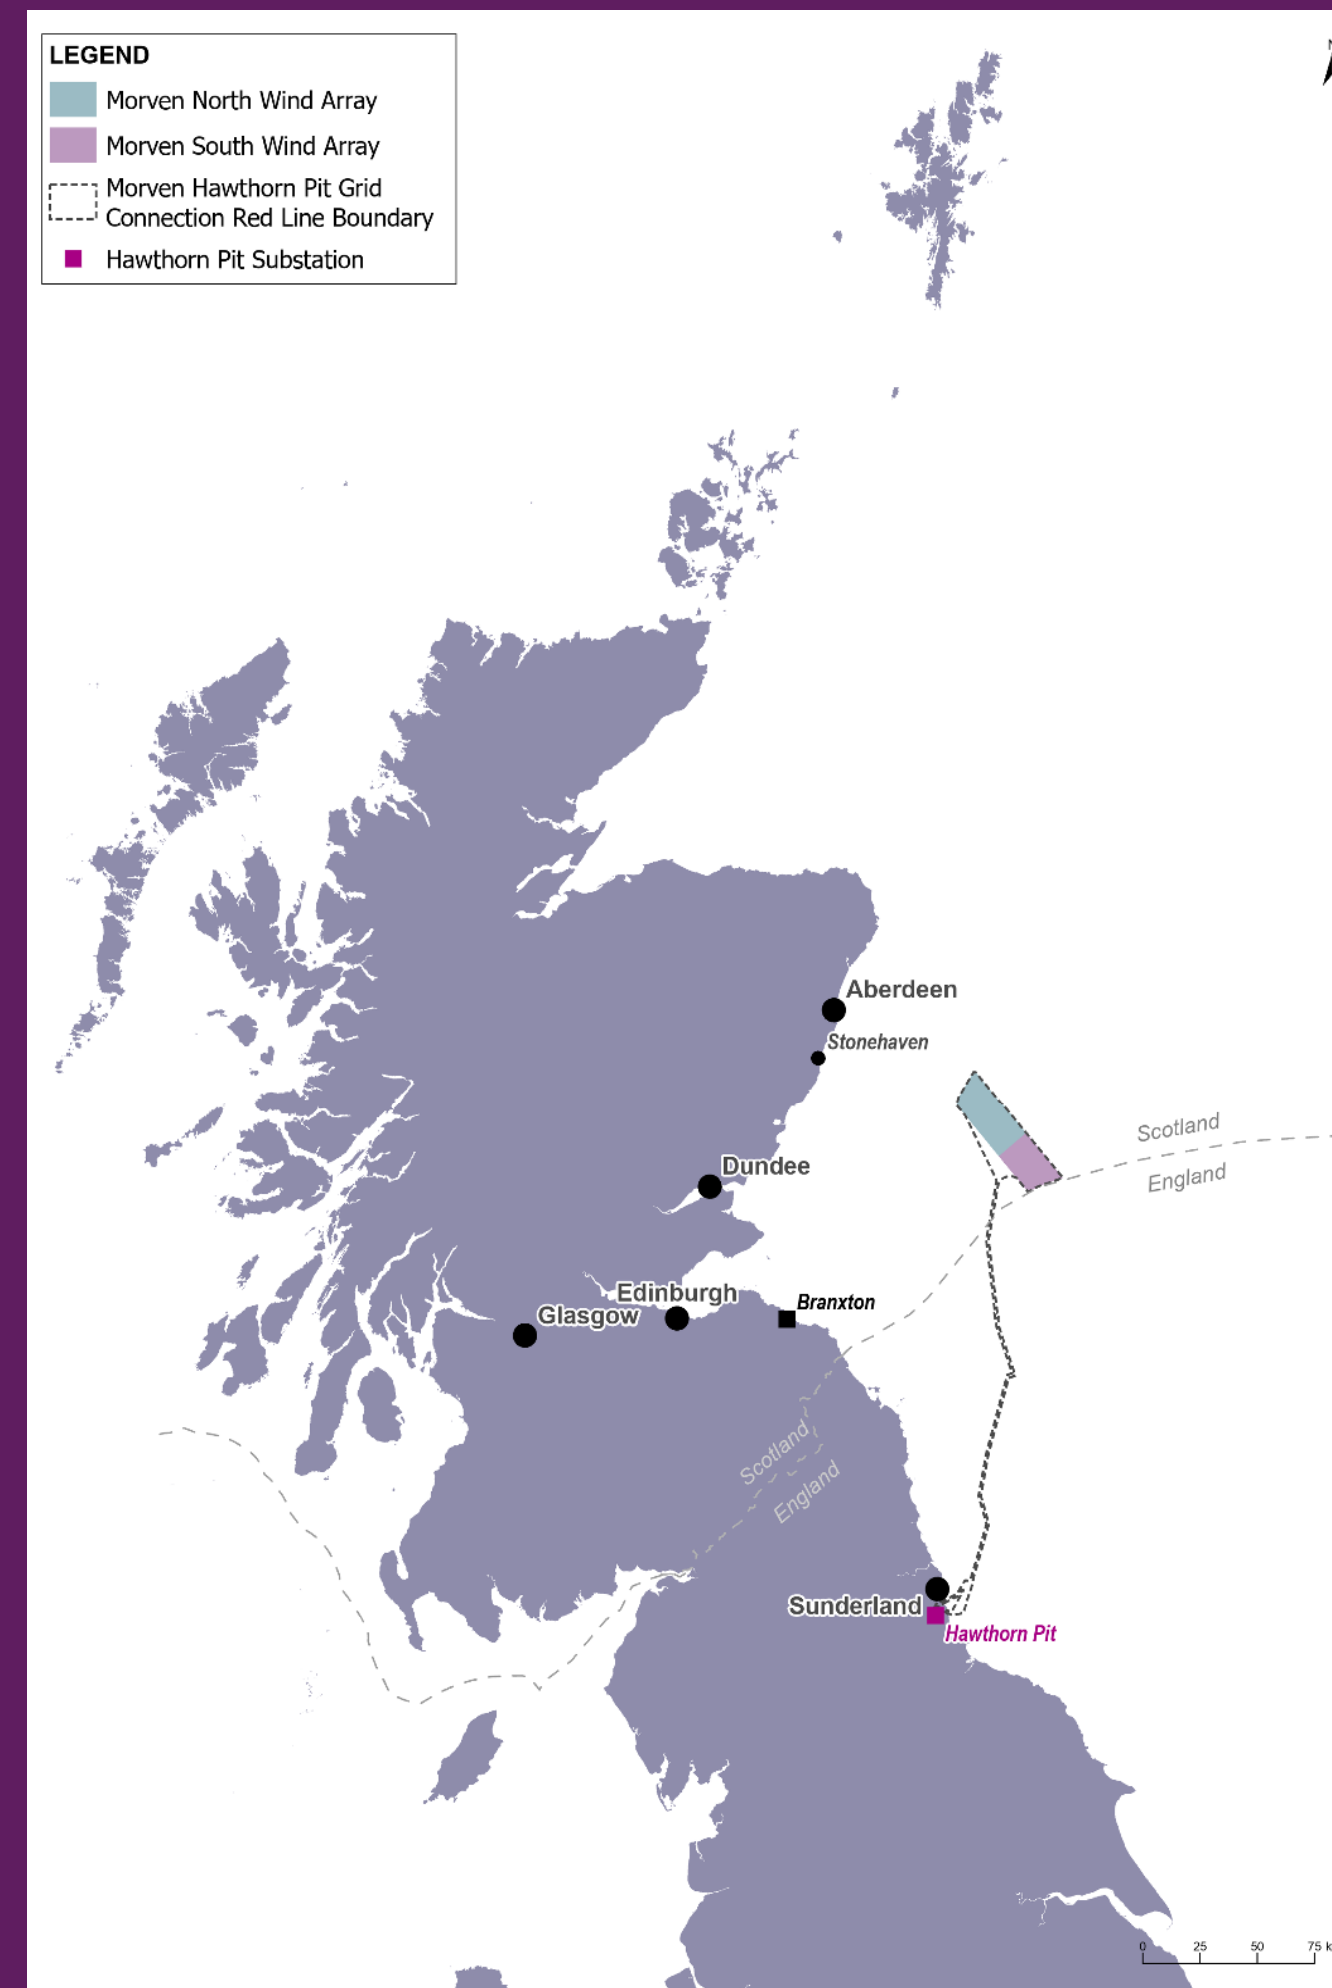 LEGEND
Morven North Wind Array
Morven South Wind Array
Morven Hawthorn Pit Grid
Connection Red Line Boundary
Hawthorn Pit Substation
Aberdeen
Stonehaven
Scotland
England
Dundee
Edinburgh
Branxton
Glasgow
Scotland
England
Sunderland
Hawthorn Pit
0 25 50 75 k